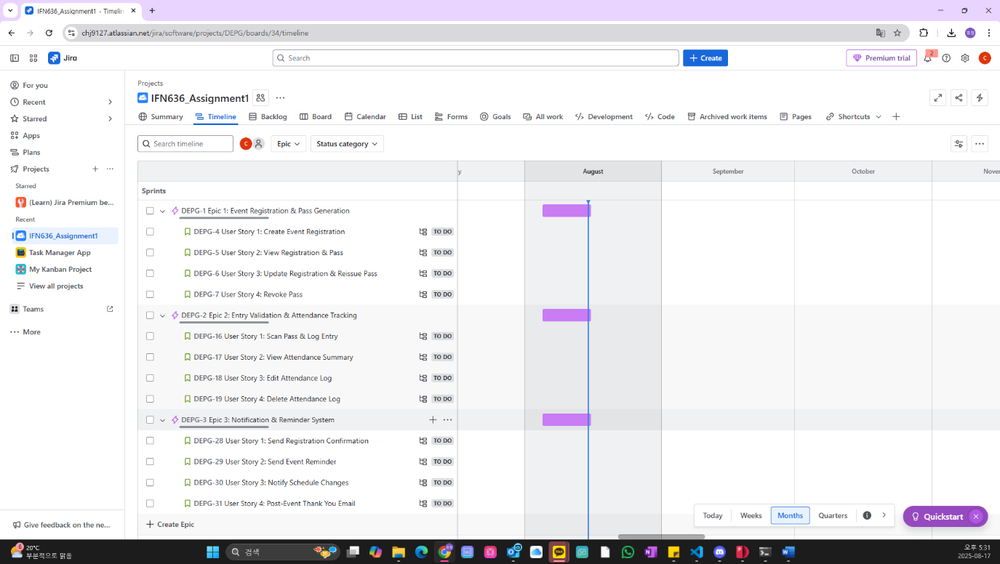 IFN636_Assignment1 - Timelin
chj9127.atlassian.net/jira/software/projects/DEPG/boards/34/timeline
Jira
Search
Create
Premium trial
2
C
For you
Recent
Starred
Apps
Plans
Projects
Starred
(Learn) Jira Premium be...
Recent
IFN636_Assignment1
Task Manager App
My Kanban Project
View all projects
Teams
More
Give feedback on the ne...
Projects
IFN636_Assignment1
Summary
Timeline
Backlog
Board
Calendar
List
Forms
Goals
All work
Development
Code
Archived work items
Pages
Shortcuts
Search timeline
C
Epic
Status category
y
August
September
October
Nover
Sprints
DEPG-1 Epic 1: Event Registration & Pass Generation
DEPG-4 User Story 1: Create Event Registration TO DO
DEPG-5 User Story 2: View Registration & Pass TO DO
DEPG-6 User Story 3: Update Registration & Reissue Pass TO DO
DEPG-7 User Story 4: Revoke Pass TO DO
DEPG-2 Epic 2: Entry Validation & Attendance Tracking
DEPG-16 User Story 1: Scan Pass & Log Entry TO DO
DEPG-17 User Story 2: View Attendance Summary TO DO
DEPG-18 User Story 3: Edit Attendance Log TO DO
DEPG-19 User Story 4: Delete Attendance Log TO DO
DEPG-3 Epic 3: Notification & Reminder System
DEPG-28 User Story 1: Send Registration Confirmation TO DO
DEPG-29 User Story 2: Send Event Reminder TO DO
DEPG-30 User Story 3: Notify Schedule Changes TO DO
DEPG-31 User Story 4: Post-Event Thank You Email TO DO
Create Epic
Today
Weeks
Months
Quarters
Quickstart
6
20°C
부분적으로 맑음
검색
오후 5:31
2025-08-17